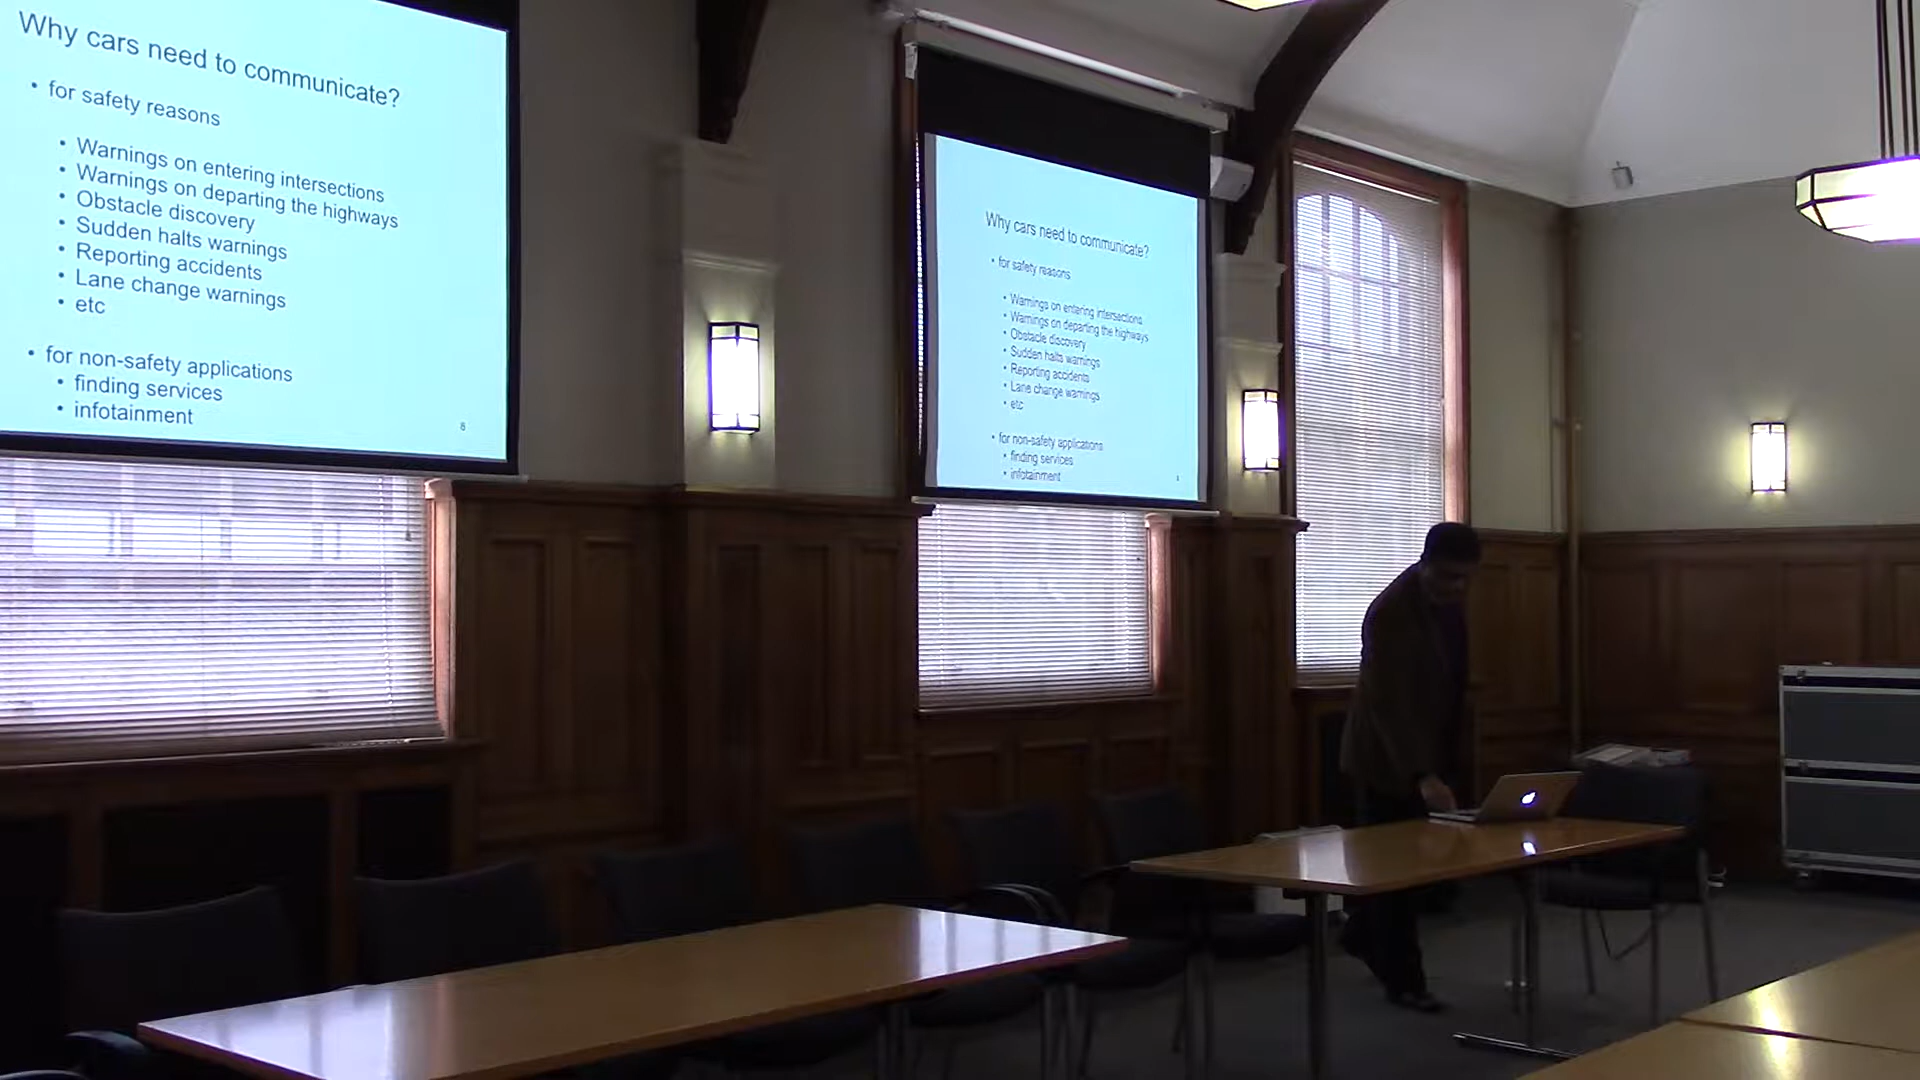 Why cars need to communicate?
• for safety reasons
• Warnings on entering intersections
• Warnings on departing the highways
• Obstacle discovery
• Sudden halts warnings
• Reporting accidents
• Lane change warnings
• etc
• for non-safety applications
• finding services
• infotainment
6
Why cars need to communicate?
• for safety reasons
• Warnings on entering intersections
• Warnings on departing the highways
• Obstacle discovery
• Sudden halts warnings
• Reporting accidents
• Lane change warnings
• etc
• for non-safety applications
• finding services
• infotainment